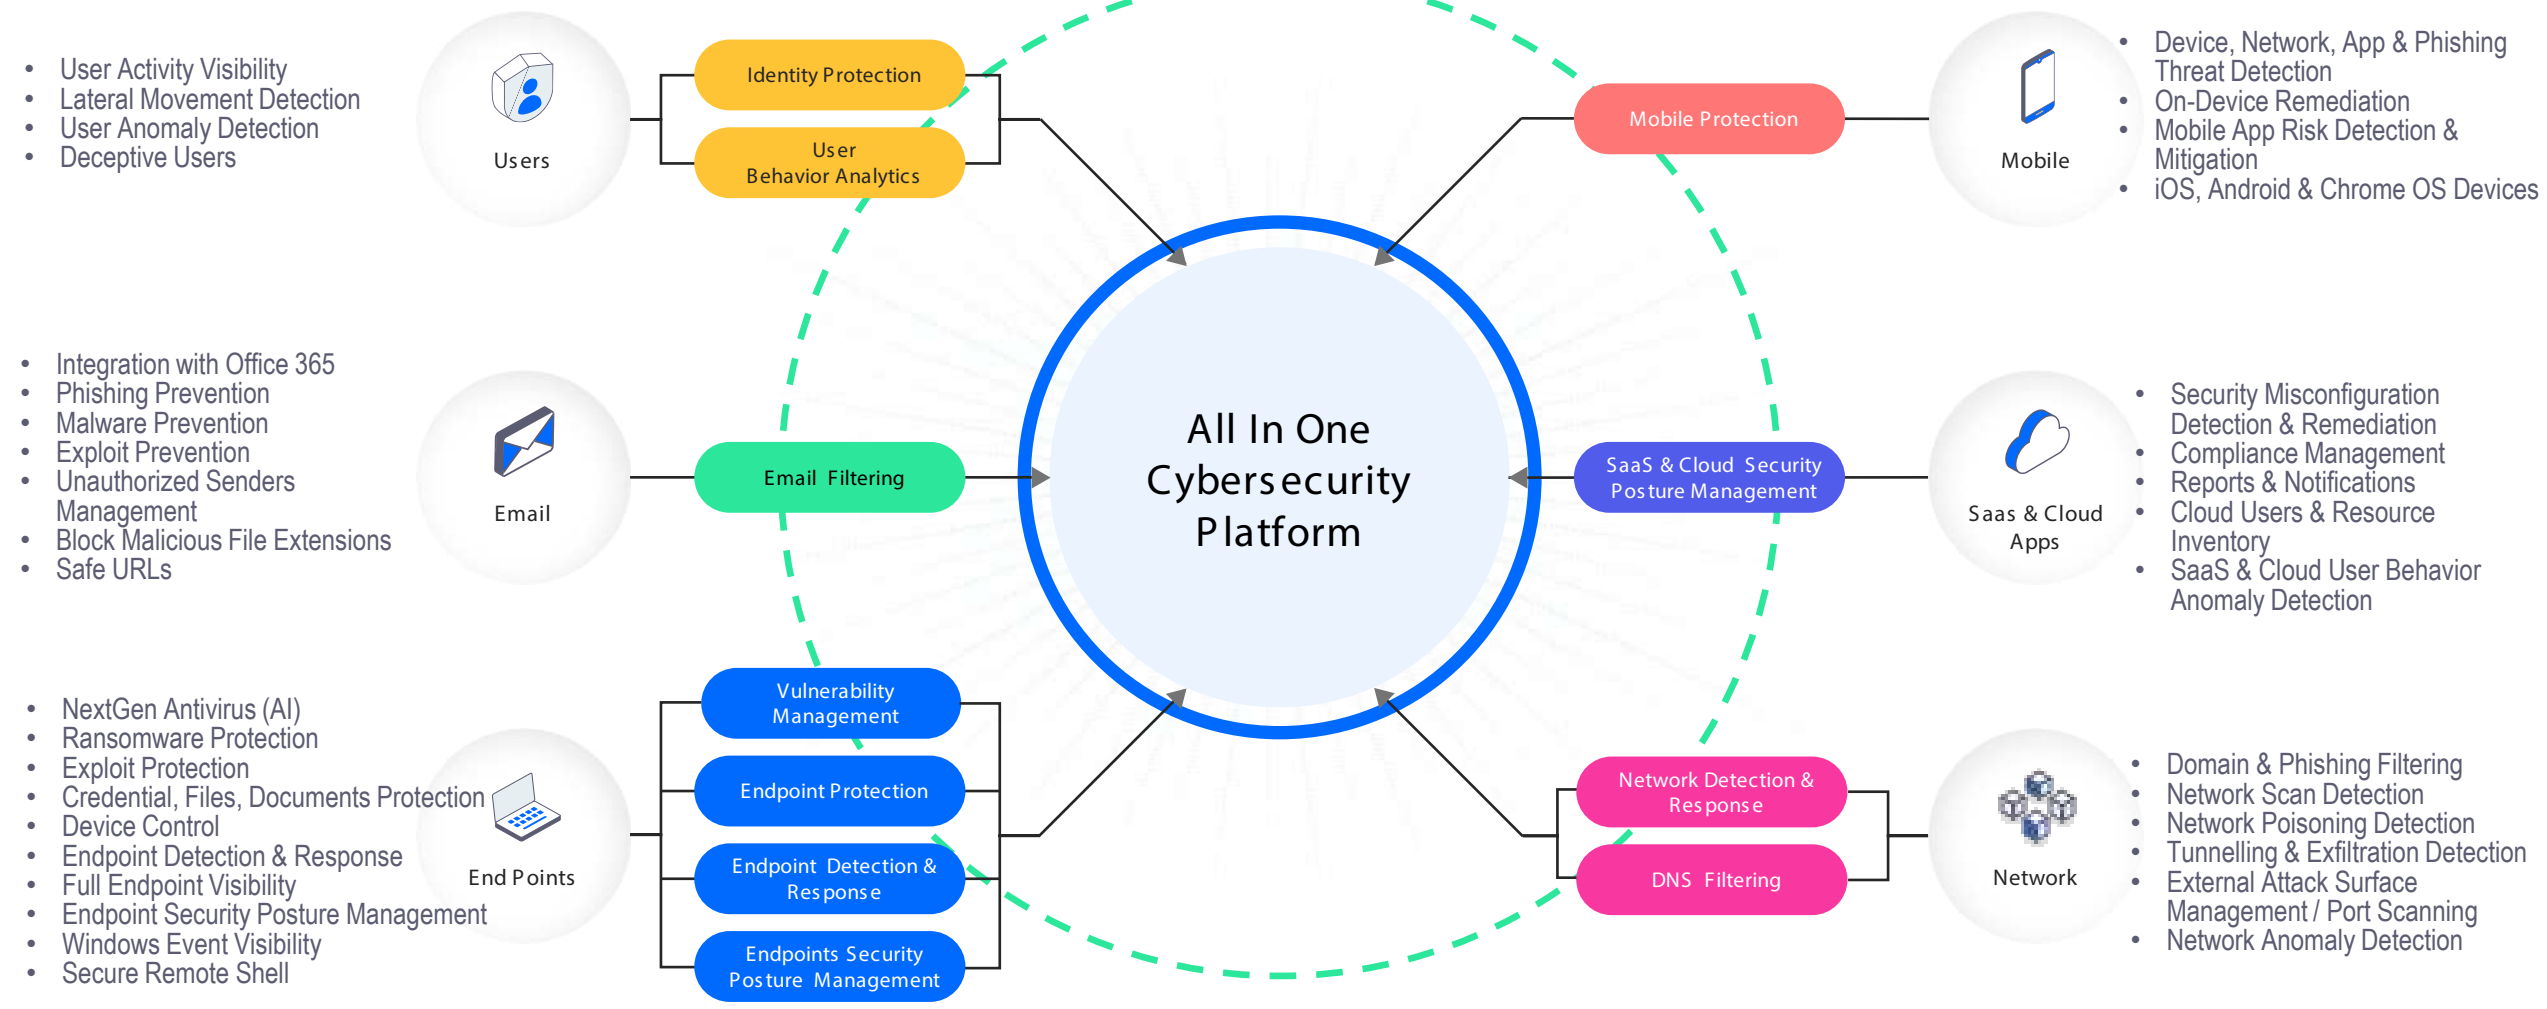 • User Activity Visibility
• Lateral Movement Detection
• User Anomaly Detection
• Deceptive Users
Users
Identity Protection
User
Behavior Analytics
• Integration with Office 365
• Phishing Prevention
• Malware Prevention
• Exploit Prevention
• Unauthorized Senders
Management
• Block Malicious File Extensions
• Safe URLs
Email
Email Filtering
• NextGen Antivirus (AI)
• Ransomware Protection
• Exploit Protection
• Credential, Files, Documents Protection
• Device Control
• Endpoint Detection & Response
• Full Endpoint Visibility
• Endpoint Security Posture Management
• Windows Event Visibility
• Secure Remote Shell
End Points
Vulnerability
Management
Endpoint Protection
Endpoint Detection &
Response
Endpoints Security
Posture Management
All In One
Cybersecurity
Platform
Mobile Protection
Mobile
• Device, Network, App & Phishing
Threat Detection
• On-Device Remediation
• Mobile App Risk Detection &
Mitigation
• iOS, Android & Chrome OS Devices
SaaS & Cloud Security
Posture Management
Saas & Cloud
Apps
• Security Misconfiguration
Detection & Remediation
• Compliance Management
• Reports & Notifications
• Cloud Users & Resource
Inventory
• SaaS & Cloud User Behavior
Anomaly Detection
Network Detection &
Response
DNS Filtering
Network
• Domain & Phishing Filtering
• Network Scan Detection
• Network Poisoning Detection
• Tunnelling & Exfiltration Detection
• External Attack Surface
Management / Port Scanning
• Network Anomaly Detection